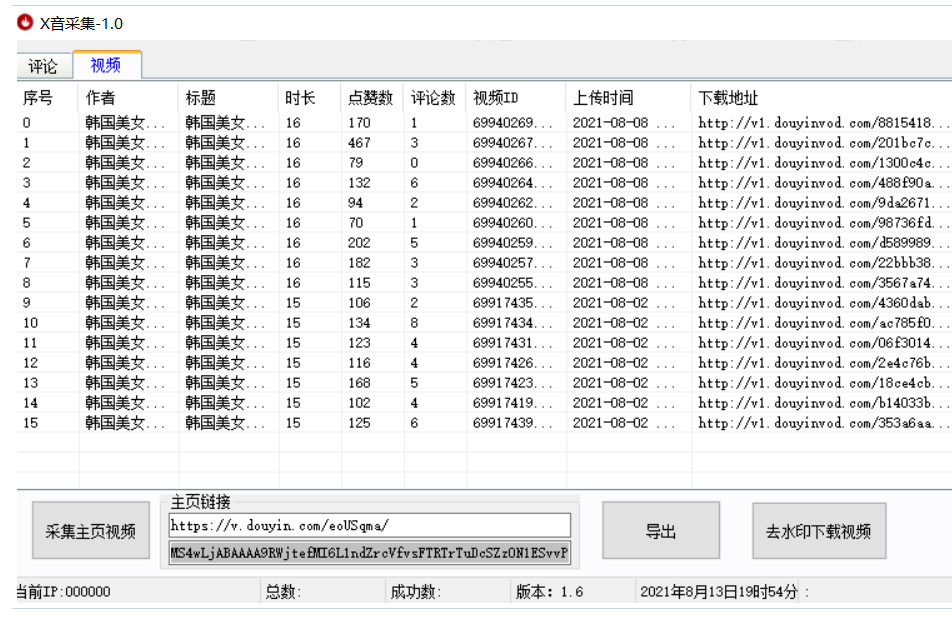 X音采集-1.0
评论 视频
序号 作者 标题 时长 点赞数 评论数 视频ID 上传时间 下载地址
0 韩国美女... 韩国美女... 16 170 1 69940269... 2021-08-08 ... http://v1.douyinvod.com/8815418...
1 韩国美女... 韩国美女... 16 467 3 69940267... 2021-08-08 ... http://v1.douyinvod.com/201bc7c...
2 韩国美女... 韩国美女... 16 79 0 69940266... 2021-08-08 ... http://v1.douyinvod.com/1300c4c...
3 韩国美女... 韩国美女... 16 132 6 69940264... 2021-08-08 ... http://v1.douyinvod.com/488f90a...
4 韩国美女... 韩国美女... 16 94 2 69940262... 2021-08-08 ... http://v1.douyinvod.com/9da2671...
5 韩国美女... 韩国美女... 16 70 1 69940260... 2021-08-08 ... http://v1.douyinvod.com/98736fd...
6 韩国美女... 韩国美女... 16 202 5 69940259... 2021-08-08 ... http://v1.douyinvod.com/d589989...
7 韩国美女... 韩国美女... 16 182 3 69940257... 2021-08-08 ... http://v1.douyinvod.com/22bbb38...
8 韩国美女... 韩国美女... 16 115 3 69940255... 2021-08-08 ... http://v1.douyinvod.com/3567a74...
9 韩国美女... 韩国美女... 15 106 2 69917435... 2021-08-02 ... http://v1.douyinvod.com/4360dab...
10 韩国美女... 韩国美女... 15 134 8 69917434... 2021-08-02 ... http://v1.douyinvod.com/ac785f0...
11 韩国美女... 韩国美女... 15 123 4 69917431... 2021-08-02 ... http://v1.douyinvod.com/06f3014...
12 韩国美女... 韩国美女... 15 116 4 69917426... 2021-08-02 ... http://v1.douyinvod.com/2e4c76b...
13 韩国美女... 韩国美女... 15 168 5 69917423... 2021-08-02 ... http://v1.douyinvod.com/18ce4cb...
14 韩国美女... 韩国美女... 15 102 4 69917419... 2021-08-02 ... http://v1.douyinvod.com/b14033b...
15 韩国美女... 韩国美女... 15 125 6 69917439... 2021-08-02 ... http://v1.douyinvod.com/353a6aa...
主页链接
采集主页视频 https://v.douyin.com/eoUSqma/ 导出 去水印下载视频
MS4wLjABAAAA9RWjtefMI6L1ndZrcVfvsFTRTrTuDcSZzON1ESvvP
当前IP:000000 总数: 成功数: 版本：1.6 2021年8月13日19时54分 :